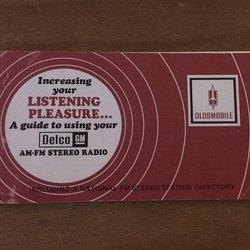 Increasing
your
LISTENING
PLEASURE...
A guide to using your
Delco GM
AM-FM STEREO RADIO
OLDSMOBILE
INCLUDING A NATIONAL FM STEREO STATION DIRECTORY